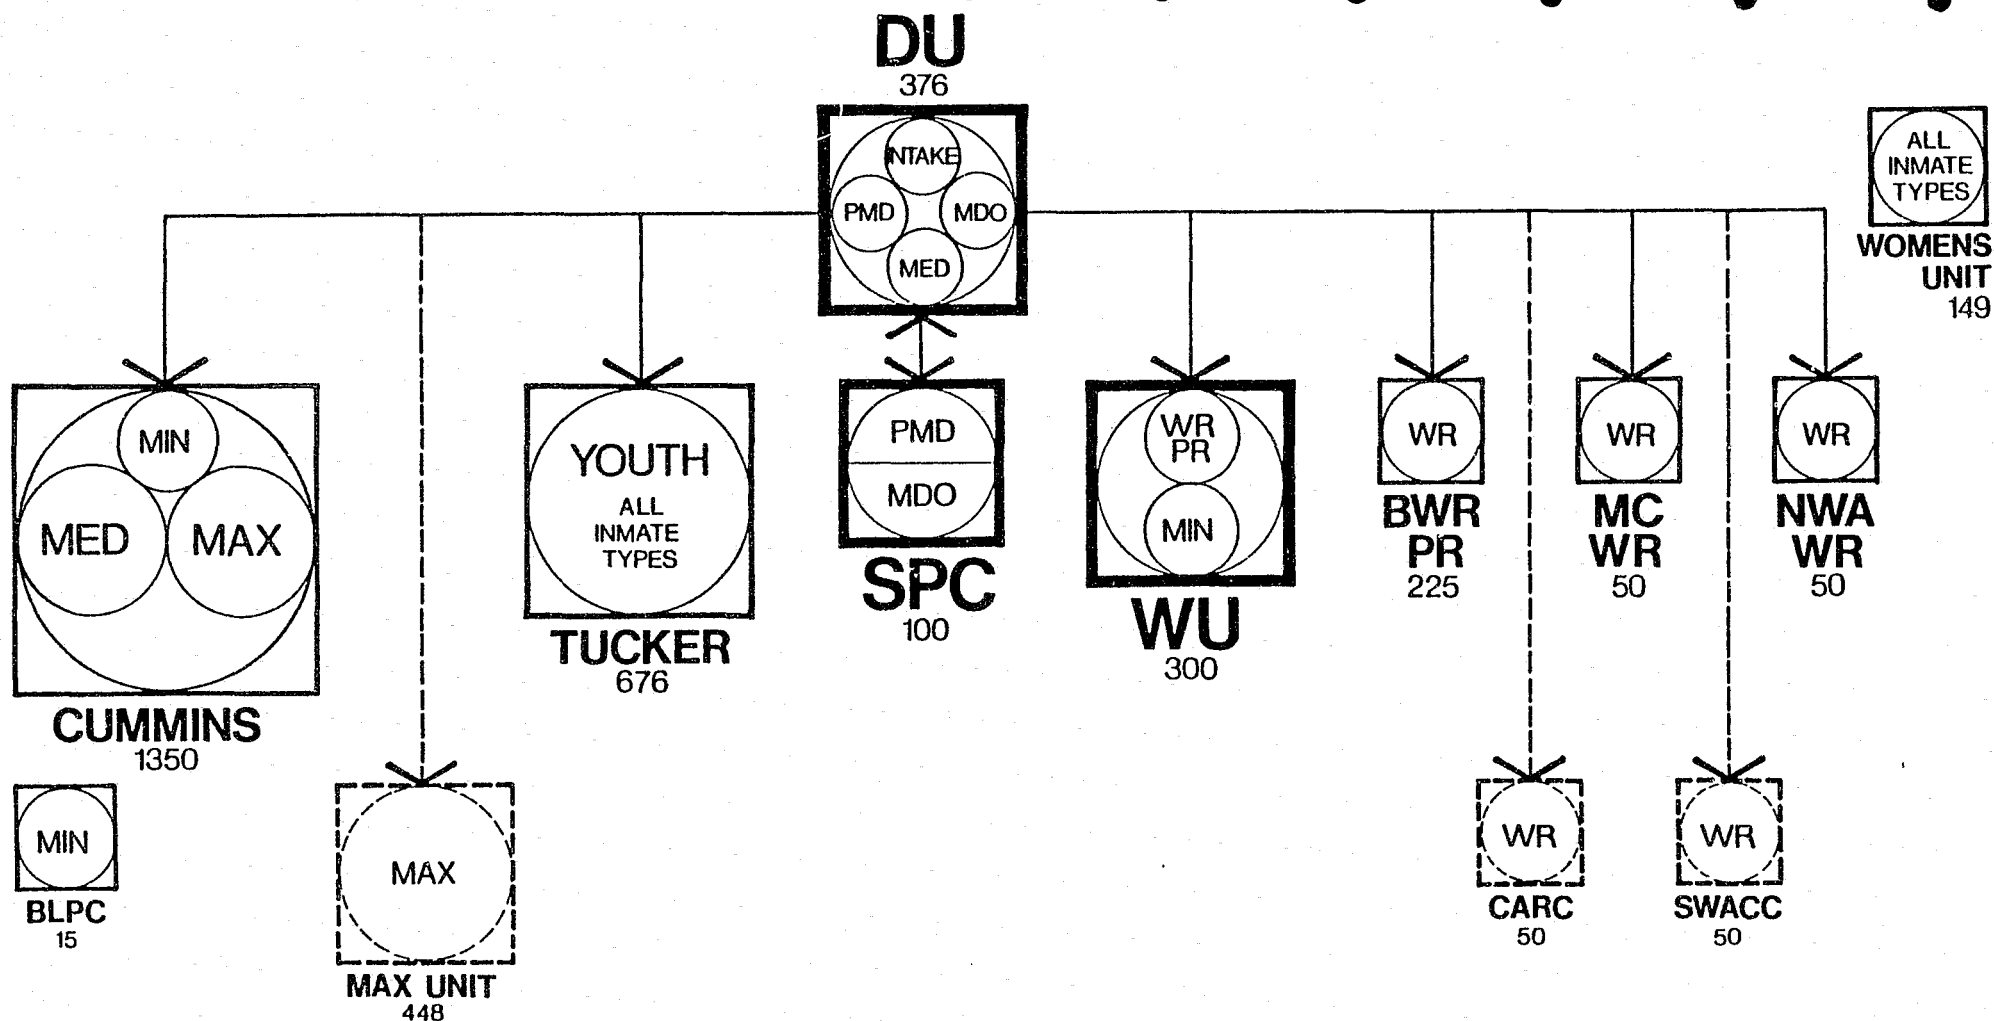 DU
376
INTAKE
PMD
MDO
MED
ALL
INMATE
TYPES
WOMENS
UNIT
149
MIN
MED
MAX
CUMMINS
1350
YOUTH
ALL
INMATE
TYPES
TUCKER
676
PMD
MDO
SPC
100
WR
PR
MIN
WU
300
WR
BWR
PR
225
WR
MC
WR
50
WR
NWA
WR
50
MIN
BLPC
15
MAX
MAX UNIT
448
WR
CARC
50
WR
SWACC
50